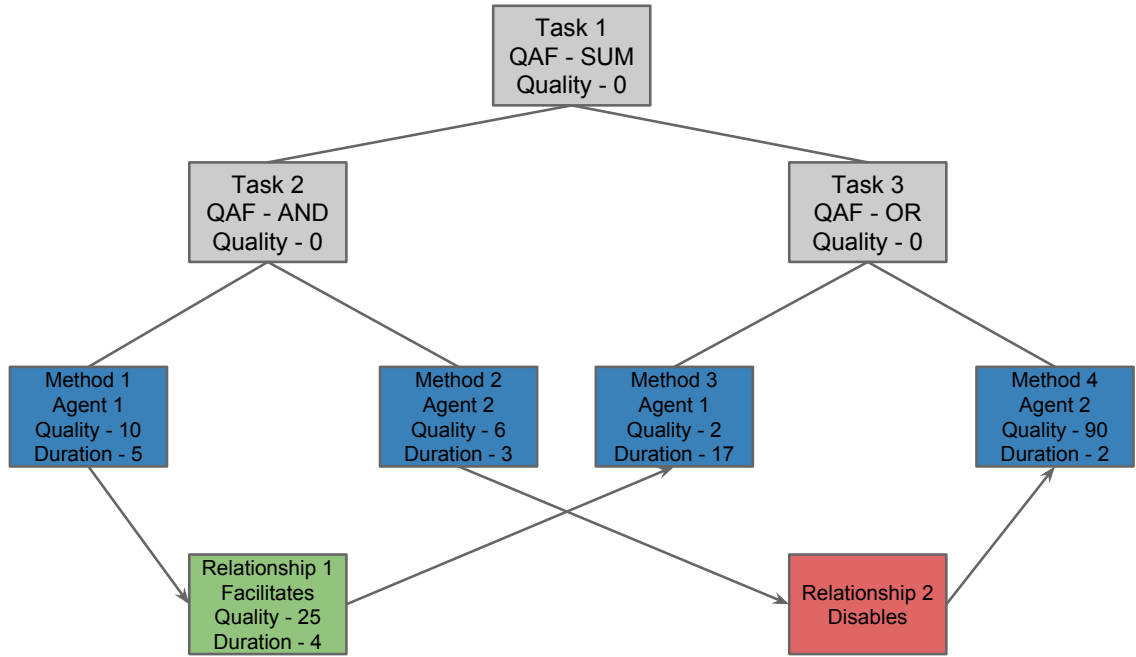 Task 1
QAF - SUM
Quality - 0
Task 2
QAF - AND
Quality - 0
Task 3
QAF - OR
Quality - 0
Method 1
Agent 1
Quality - 10
Duration - 5
Method 2
Agent 2
Quality - 6
Duration - 3
Method 3
Agent 1
Quality - 2
Duration - 17
Method 4
Agent 2
Quality - 90
Duration - 2
Relationship 1
Facilitates
Quality - 25
Duration - 4
Relationship 2
Disables